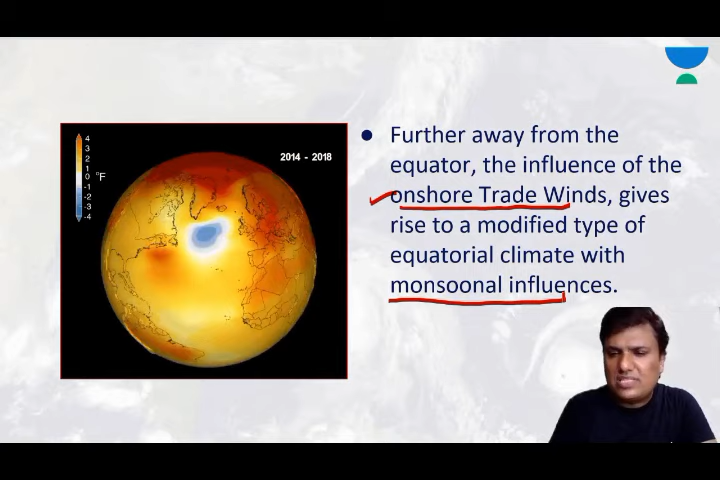 4
3
2
1
0
-1
-2
-3
-4
°F
2014 - 2018
● Further away from the
equator, the influence of the
onshore Trade Winds, gives
rise to a modified type of
equatorial climate with
monsoonal influences.